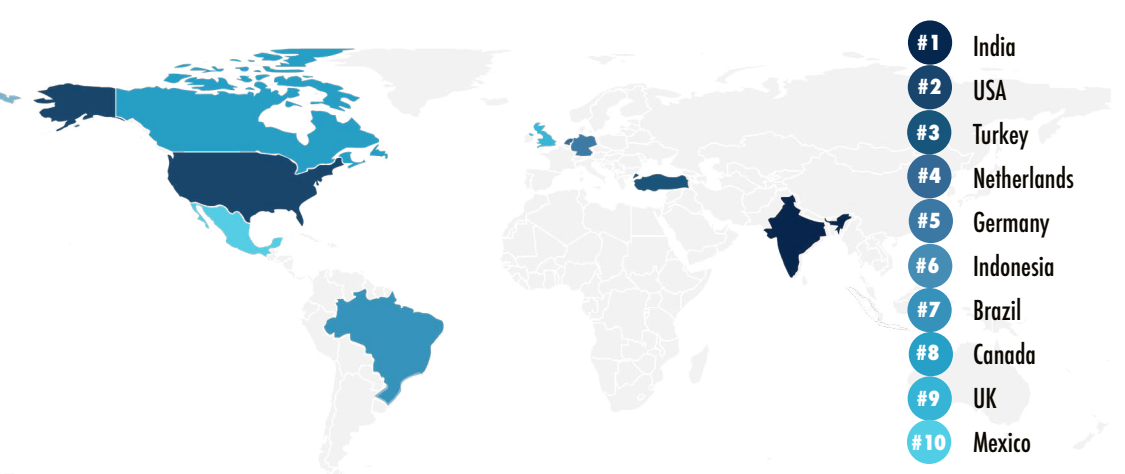 #1 India
#2 USA
#3 Turkey
#4 Netherlands
#5 Germany
#6 Indonesia
#7 Brazil
#8 Canada
#9 UK
#10 Mexico